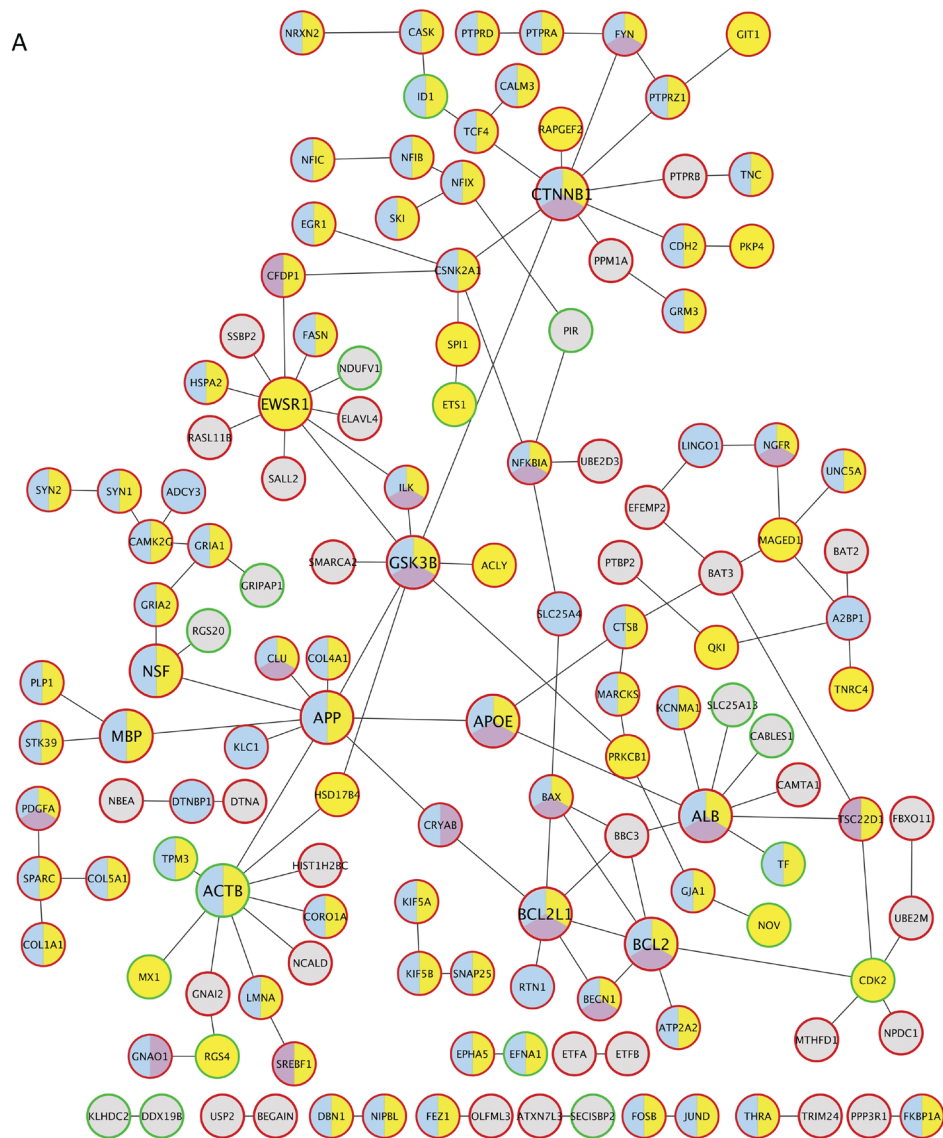 A
NRXN2 CASK PTPRD PTPRA FYN GIT1
ID1 CALM3 PTPRZ1
TCF4 RAPGEF2
NFIC NFIB NFIX PTPRB TNC
CTNNB1
EGR1 SKI
CDH2 PKP4
CFDP1 CSNK2A1 PPM1A
GRM3
SSBP2 FASN SPI1 PIR
NDUFV1
HSPA2 EWSR1 ETS1
RASL11B ELAVL4
LINGO1 NGFR
SALL2 NFKBIA UBE2D3 UNC5A
SYN2 SYN1 ADCY3 ILK
EFEMP2
CAMK2G GRIA1 MAGED1
SMARCA2 GSK3B ACLY PTBP2 BAT3 BAT2
GRIPAP1
GRIA2 SLC25A4 CTSB A2BP1
RGS20
NSF CLU COL4A1 QKI
PLP1 MARCKS TNRC4
KCNMA1 SLC25A13
MBP APP APOE
STK39 KLC1 CABLES1
PRKCB1
NBEA DTNBP1 DTNA HSD17B4 CAMTA1
PDGFA BAX
CRYAB BBC3 ALB TSC22D1 FBXO11
TPM3 HIST1H2BC
SPARC COL5A1 TF
ACTB KIF5A GJA1
CORO1A BCL2L1 NOV UBE2M
COL1A1 BCL2
NCALD
MX1 KIF5B SNAP25 RTN1 CDK2
GNAI2 LMNA BECN1
ATP2A2 MTHFD1 NPDC1
GNAO1 RGS4 SREBF1 EPHA5 EFNA1 ETFA ETFB
KLHDC2 DDX19B USP2 BEGAIN DBN1 NIPBL FEZ1 OLFML3 ATXN7L3 SECISBP2 FOSB JUND THRA TRIM24 PPP3R1 FKBP1A